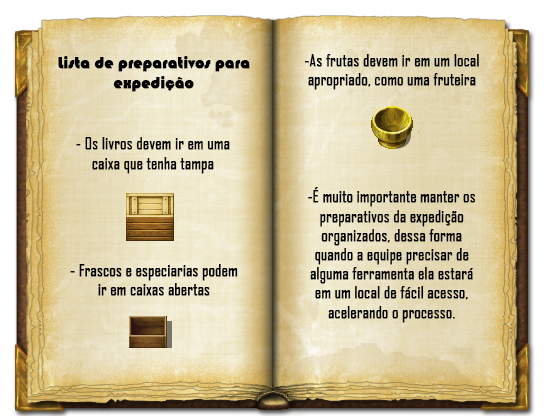 Lista de preparativos para
expedição
- Os livros devem ir em uma
caixa que tenha tampa
- Frascos e especiarias podem
ir em caixas abertas
-As frutas devem ir em um local
apropriado, como uma fruteira
-É muito importante manter os
preparativos da expedição
organizados, dessa forma
quando a equipe precisar de
alguma ferramenta ela estará
em um local de fácil acesso,
acelerando o processo.